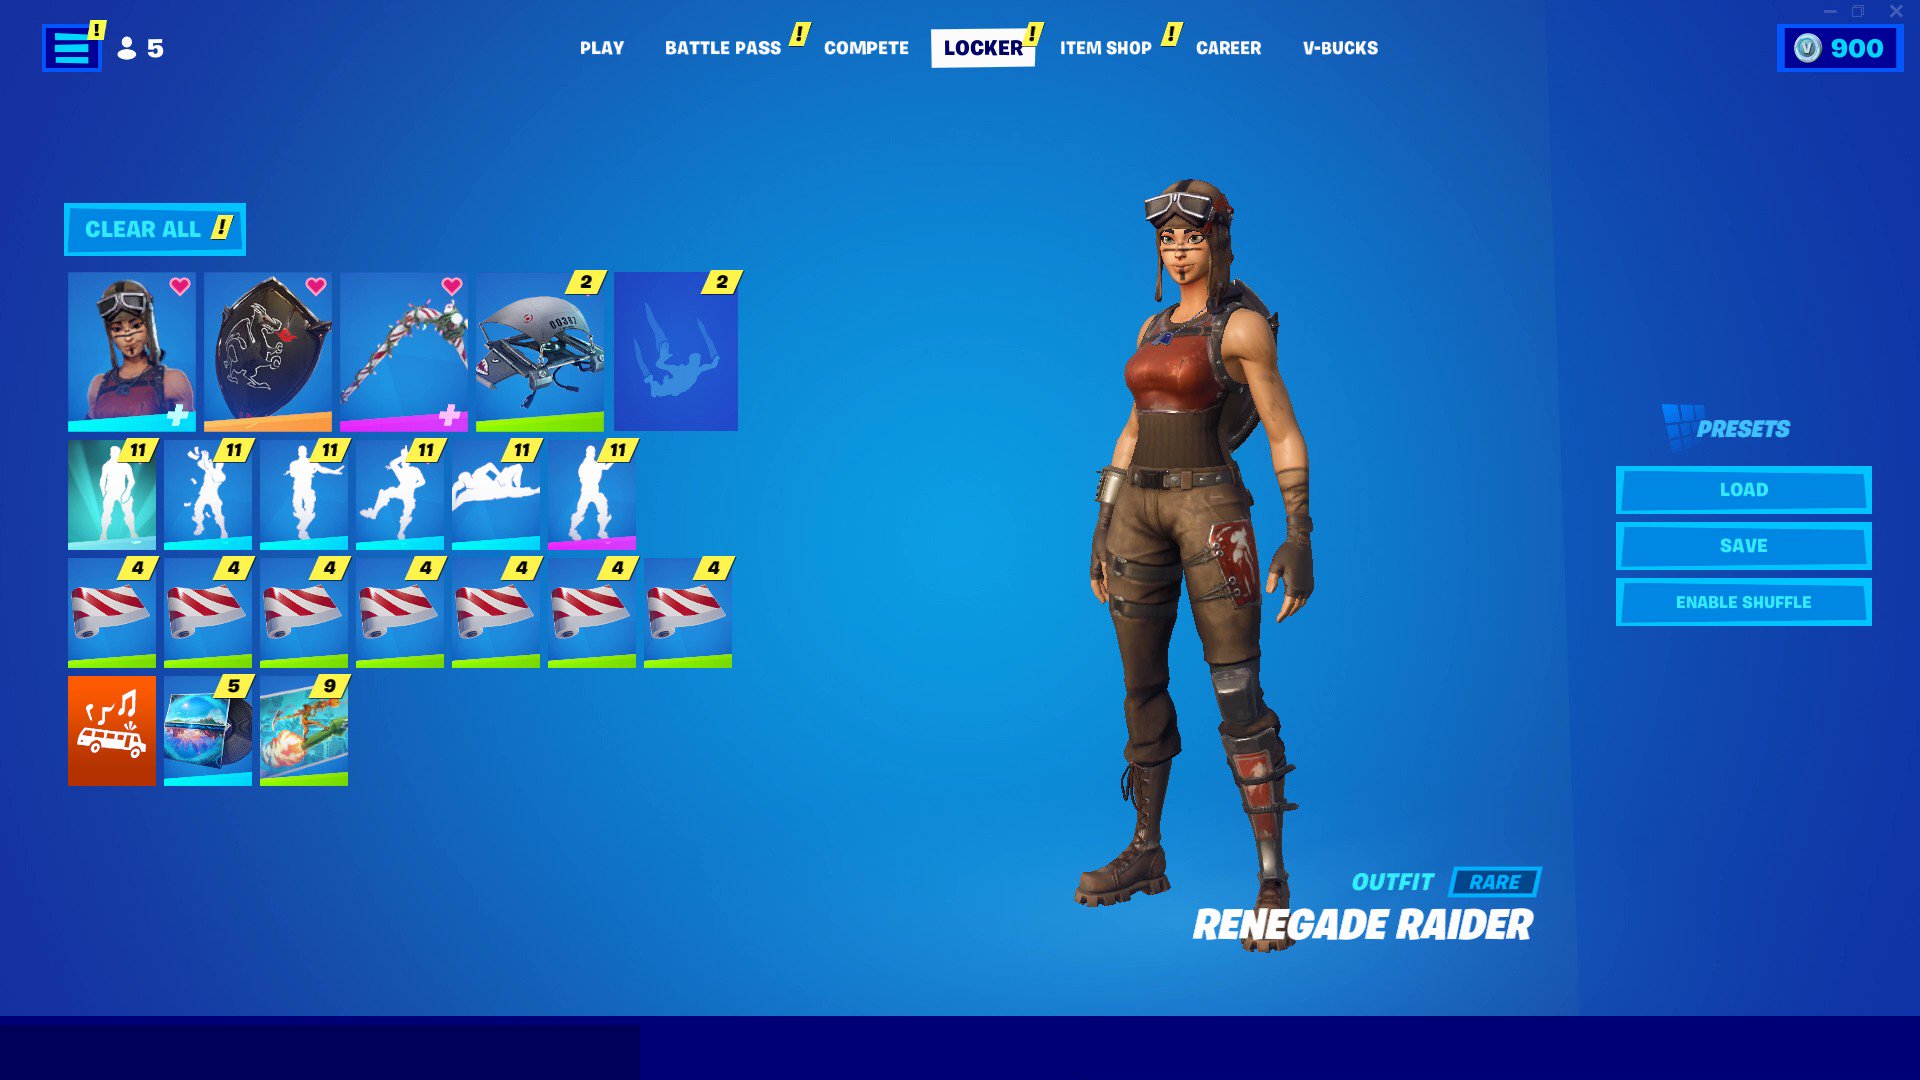 !
5
PLAY
BATTLE PASS !
COMPETE
LOCKER !
ITEM SHOP !
CAREER
V-BUCKS
V 900
CLEAR ALL !
2
2
00387
11
11
11
11
11
11
4
4
4
4
4
4
4
5
9
PRESETS
LOAD
SAVE
ENABLE SHUFFLE
OUTFIT RARE
RENEGADE RAIDER